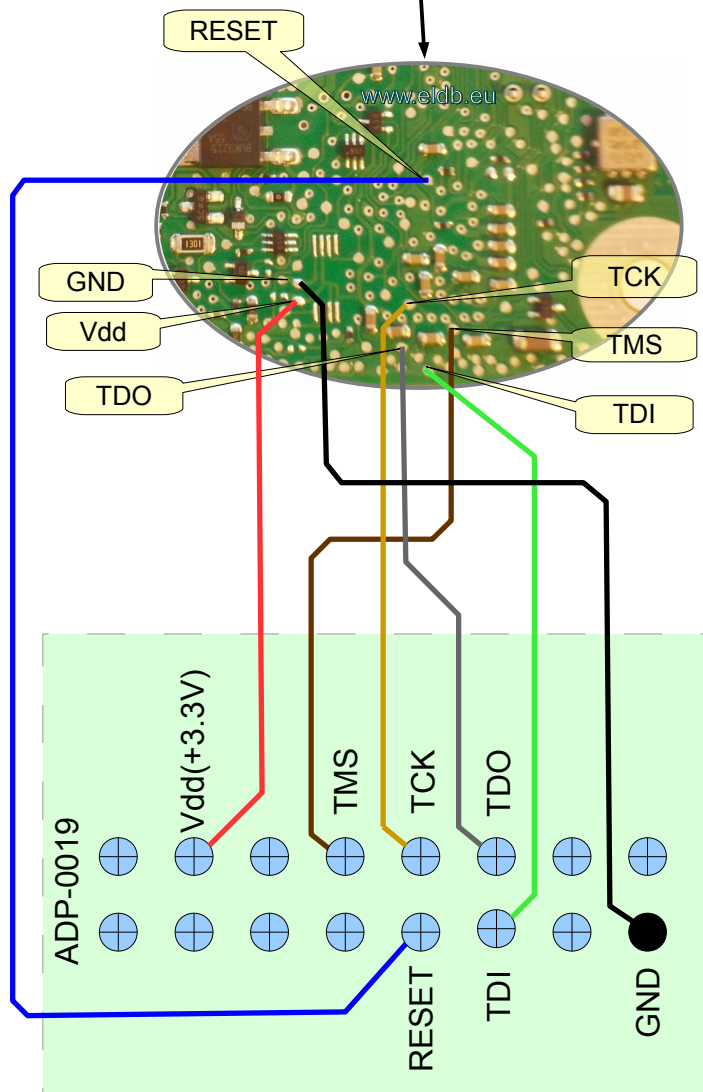 RESET
www.eldb.eu
GND
TCK
Vdd
TMS
TDO
TDI
Vdd(+3.3V)
TMS
TCK
TDO
ADP-0019
RESET
TDI
GND